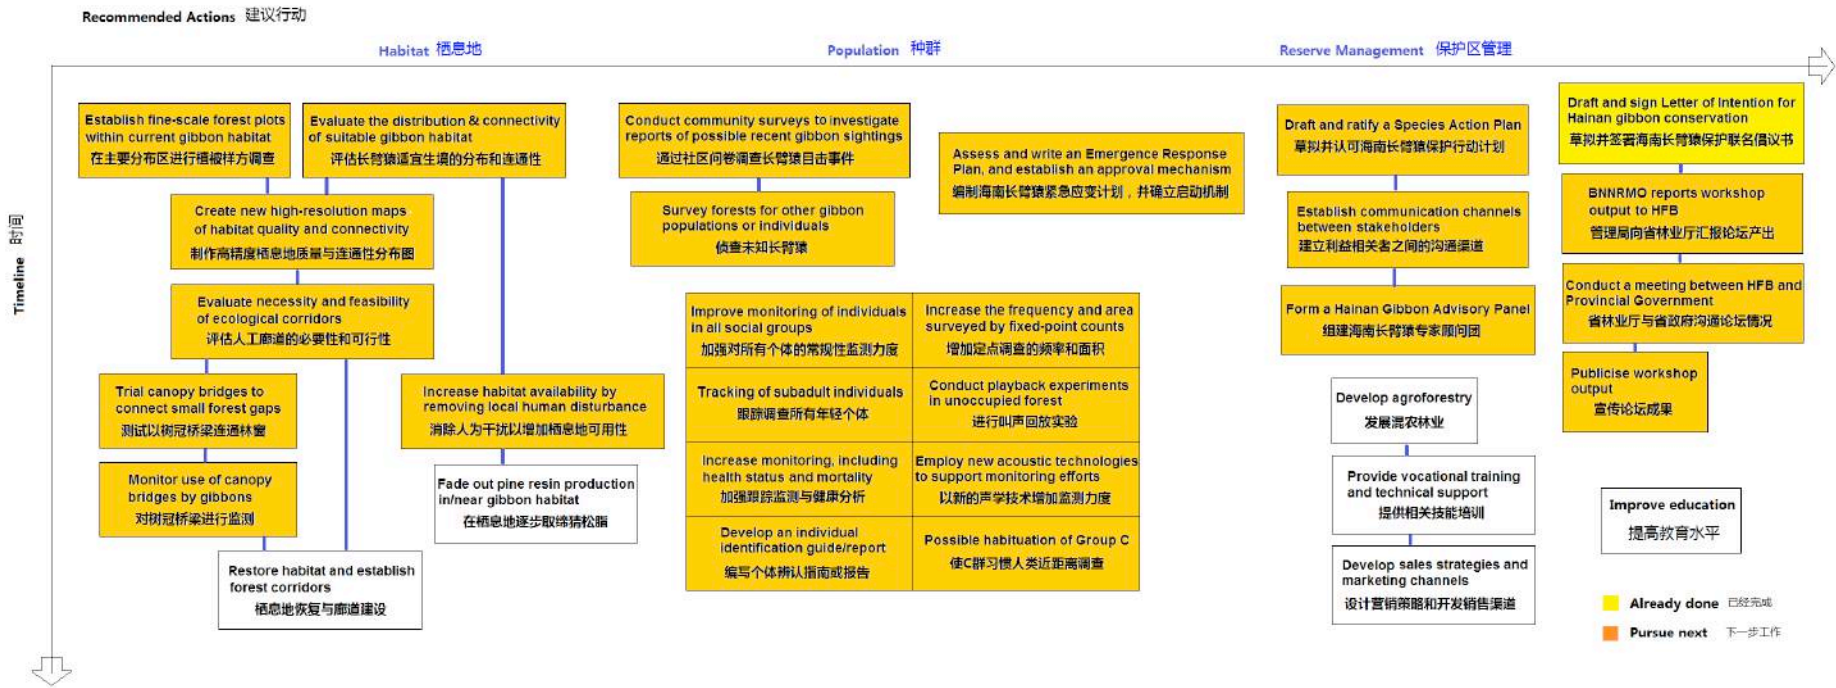 Recommended Actions 建议行动
Habitat 栖息地
Population 种群
Reserve Management 保护区管理
Timeline 时间
Establish fine-scale forest plots
within current gibbon habitat
在主要分布区进行植被样方调查
Evaluate the distribution & connectivity
of suitable gibbon habitat
评估长臂猿适宜生境的分布和连通性
Create new high-resolution maps
of habitat quality and connectivity
制作高精度栖息地质量与连通性分布图
Evaluate necessity and feasibility
of ecological corridors
评估人工廊道的必要性和可行性
Trial canopy bridges to
connect small forest gaps
测试以树冠桥梁连通林窗
Monitor use of canopy
bridges by gibbons
对树冠桥梁进行监测
Restore habitat and establish
forest corridors
栖息地恢复与廊道建设
Increase habitat availability by
removing local human disturbance
消除人为干扰以增加栖息地可用性
Fade out pine resin production
in/near gibbon habitat
在栖息地逐步取缔猜松脂
Conduct community surveys to investigate
reports of possible recent gibbon sightings
通过社区问卷调查长臂猿目击事件
Survey forests for other gibbon
populations or individuals
侦查未知长臂猿
Assess and write an Emergence Response
Plan, and establish an approval mechanism
编制海南长臂猿紧急应变计划，并确立启动机制
Improve monitoring of individuals
in all social groups
加强对所有个体的常规性监测力度
Increase the frequency and area
surveyed by fixed-point counts
增加定点调查的频率和面积
Tracking of subadult individuals
跟踪调查所有年轻个体
Conduct playback experiments
in unoccupied forest
进行叫声回放实验
Increase monitoring, including
health status and mortality
加强跟踪监测与健康分析
Employ new acoustic technologies
to support monitoring efforts
以新的声学技术增加监测力度
Develop an individual
identification guide/report
编写个体辨认指南或报告
Possible habituation of Group C
使C群习惯人类近距离调查
Draft and ratify a Species Action Plan
草拟并认可海南长臂猿保护行动计划
Establish communication channels
between stakeholders
建立利益相关者之间的沟通渠道
Form a Hainan Gibbon Advisory Panel
组建海南长臂猿专家顾问团
Develop agroforestry
发展混农林业
Provide vocational training
and technical support
提供相关技能培训
Develop sales strategies and
marketing channels
设计营销策略和开发销售渠道
Draft and sign Letter of Intention for
Hainan gibbon conservation
草拟并签署海南长臂猿保护联名倡议书
BNNRMO reports workshop
output to HFB
管理局向省林业厅汇报论坛产出
Conduct a meeting between HFB and
Provincial Government
省林业厅与省政府沟通论坛情况
Publicise workshop
output
宣传论坛成果
Improve education
提高教育水平
Already done 已经完成
Pursue next 下一步工作